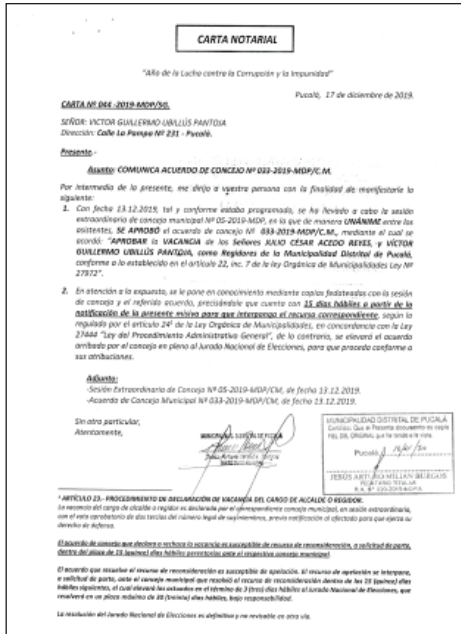 CARTA NOTARIAL
"Año de la Lucha contra la Corrupción y la Impunidad"
Pucalá, 17 de diciembre de 2019.
CARTA Nº 044 -2019-MDP/SG.
SEÑOR: VICTOR GUILLERMO UBILLÚS PANTOJA
Dirección: Calle La Pampa Nº 231 - Pucalá.
Presente.-
Asunto: COMUNICA ACUERDO DE CONCEJO Nº 033-2019-MDP/C.M.
Por intermedio de la presente, me dirijo a vuestra persona con la finalidad de manifestarle lo
siguiente:
1. Con fecha 13.12.2019, tal y conforme estaba programado, se ha llevado a cabo la sesión
extraordinaria de concejo municipal Nº 05-2019-MDP, en la que de manera UNÁNIME entre los
asistentes, SE APROBÓ el acuerdo de concejo Nº 033-2019-MDP/C.M., mediante el cual se
acordó: "APROBAR la VACANCIA de los Señores JULIO CÉSAR ACEDO REYES, y VÍCTOR
GUILLERMO UBILLÚS PANTOJA, como Regidores de la Municipalidad Distrital de Pucalá,
conforme a lo establecido en el artículo 22, inc. 7 de la ley Orgánica de Municipalidades Ley Nº
27972".
2. En atención a lo expuesto, se le pone en conocimiento mediante copias fedateadas con la sesión
de concejo y el referido acuerdo, precisándole que cuenta con 15 días hábiles a partir de la
notificación de la presente misiva para que interponga el recurso correspondiente, según lo
regulado por el artículo 24¹ de la Ley Orgánica de Municipalidades, en concordancia con la Ley
27444 "Ley del Procedimiento Administrativo General", de lo contrario, se elevará el acuerdo
arribado por el concejo en pleno al Jurado Nacional de Elecciones, para que proceda conforme a
sus atribuciones.
Adjunto:
-Sesión Extraordinaria de Concejo Nº 05-2019-MDP/CM, de fecha 13.12.2019.
-Acuerdo de Concejo Municipal Nº 033-2019-MDP/CM, de fecha 13.12.2019.
Sin otro particular,
Atentamente,
MUNICIPALIDAD DISTRITAL DE PUCALÁ
MUNICIPALIDAD DISTRITAL DE PUCALÁ
Certifico: Que el Presente documento es copia
FIEL DEL ORIGINAL que he tenido a la vista.
Pucalá
JESÚS ARTURO MILIAN BURGOS
FEDATARIO TITULAR
¹ ARTÍCULO 23.- PROCEDIMIENTO DE DECLARACIÓN DE VACANCIA DEL CARGO DE ALCALDE O REGIDOR.
La vacancia del cargo de alcalde o regidor es declarada por el correspondiente concejo municipal, en sesión extraordinaria,
con el voto aprobatorio de dos tercios del número legal de sus miembros, previa notificación al afectado para que ejerza su
derecho de defensa.
El acuerdo de concejo que declara o rechaza la vacancia es susceptible de recurso de reconsideración, a solicitud de parte,
dentro del plazo de 15 (quince) días hábiles perentorios ante el respectivo concejo municipal.
El acuerdo que resuelve el recurso de reconsideración es susceptible de apelación. El recurso de apelación se interpone,
a solicitud de parte, ante el concejo municipal que resolvió el recurso de reconsideración dentro de los 15 (quince) días
hábiles siguientes, el cual elevará los actuados en el término de 3 (tres) días hábiles al Jurado Nacional de Elecciones, que
resolverá en un plazo máximo de 30 (treinta) días hábiles, bajo responsabilidad.
La resolución del Jurado Nacional de Elecciones es definitiva y no revisable en otra vía.